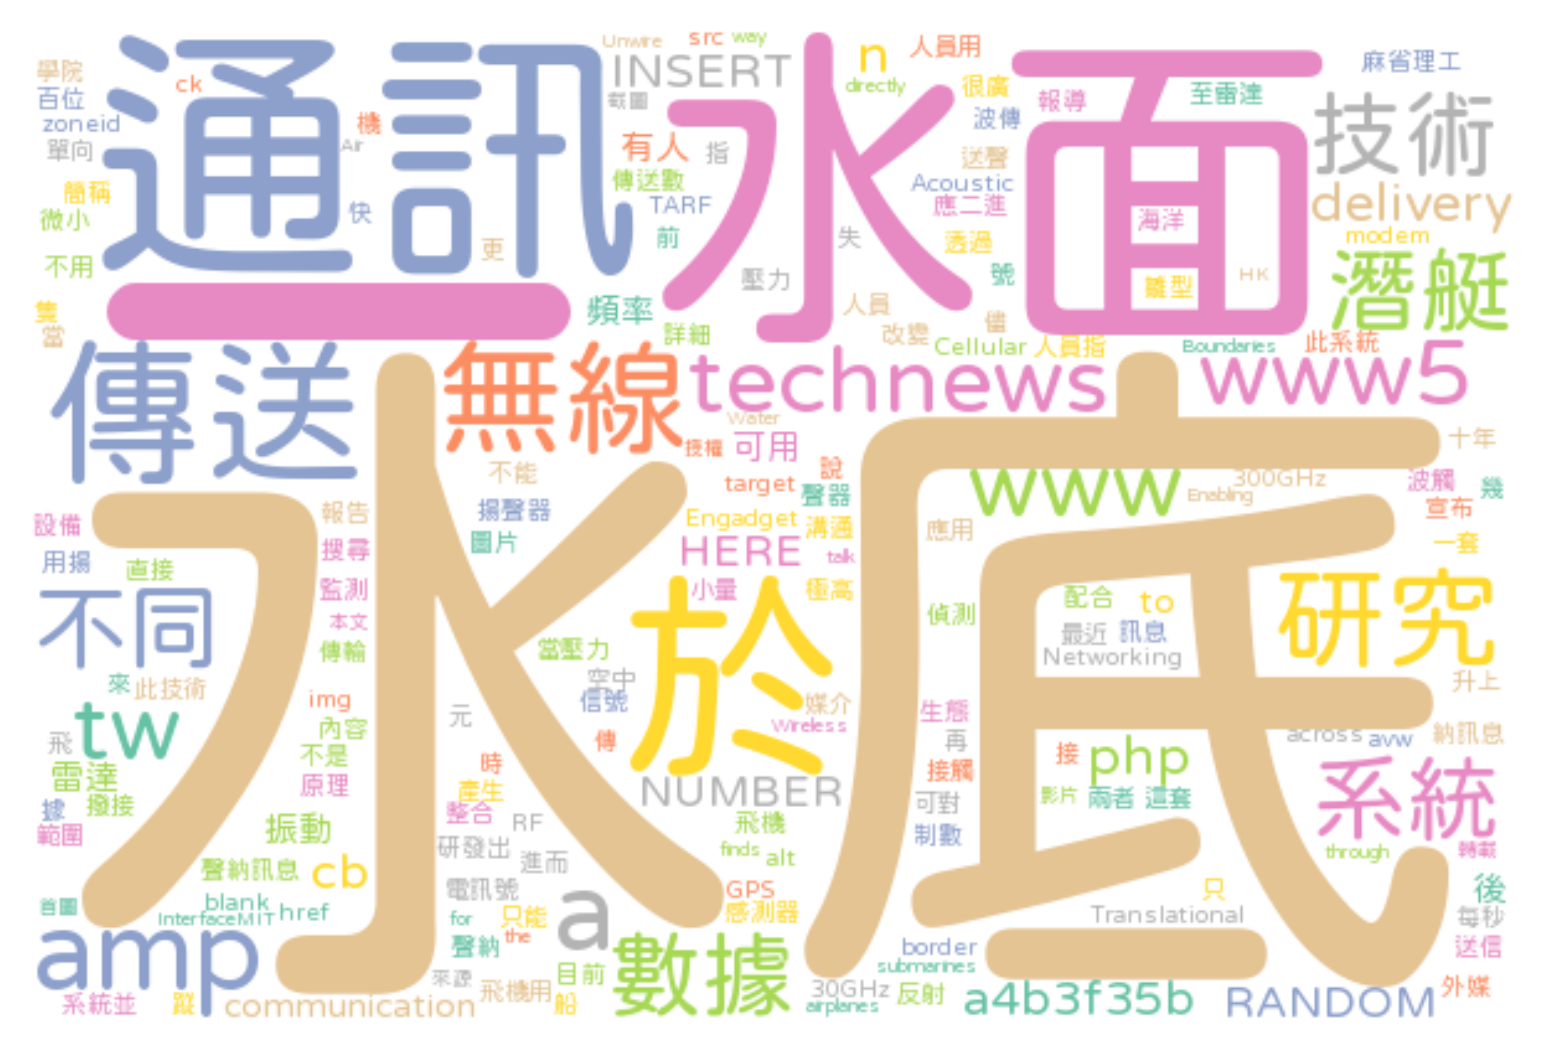 學院
百位
zoneid
單向
簡稱
微小
不用
隻
當
ck
通訊
機
Air
快
更
一
Unwire
src
way
INSERT
截圖
有人
指
傳送數
TARF
前
壓力
頻率
詳細
水面
n
directly
人員用
很廣
波傳
送聲
Acoustic
應二進
透過
失
號
人員
改變
儘
Cellular
人員指
報導
至雷達
海洋
雛型
HK
Boundaries
此系統
麻省理工
技術
delivery
modem
潛艇
傳送
無線
technews
www5
Water
授權
可用
說
target
聲器
Engadget
溝通
HERE
talk
小量
極高
水底
不能
揚聲器
圖片
報告
搜尋
監測
本文
傳輸
設備
用揚
直接
不同
來
此技術
tw
飛
雷達
據
撥接
範圍
img
內容
不是
原理
振動
聲納訊息
cb
首圖
blank
InterfaceMIT
href
amp
系統並
蹤
communication
當壓力
空中
信號
元
傳
時
產生
整合
RF
研發出
進而
電訊號
for
只能
the
聲納
來源
飛機用
目前
船
a
於
媒介
Wireless
NUMBER
飛機
finds
alt
GPS
感測器
數據
www
300GHz
Enabling
十年
波觸
幾
宣布
一套
應用
偵測
配合
to
最近
訊息
Networking
研究
升上
生態
再
接觸
可對
制數
接
php
影片
兩者
這套
across
avw
納訊息
系統
through
轉載
只
Translational
後
每秒
送信
外媒
border
submarines
30GHz
反射
airplanes
a4b3f35b
RANDOM